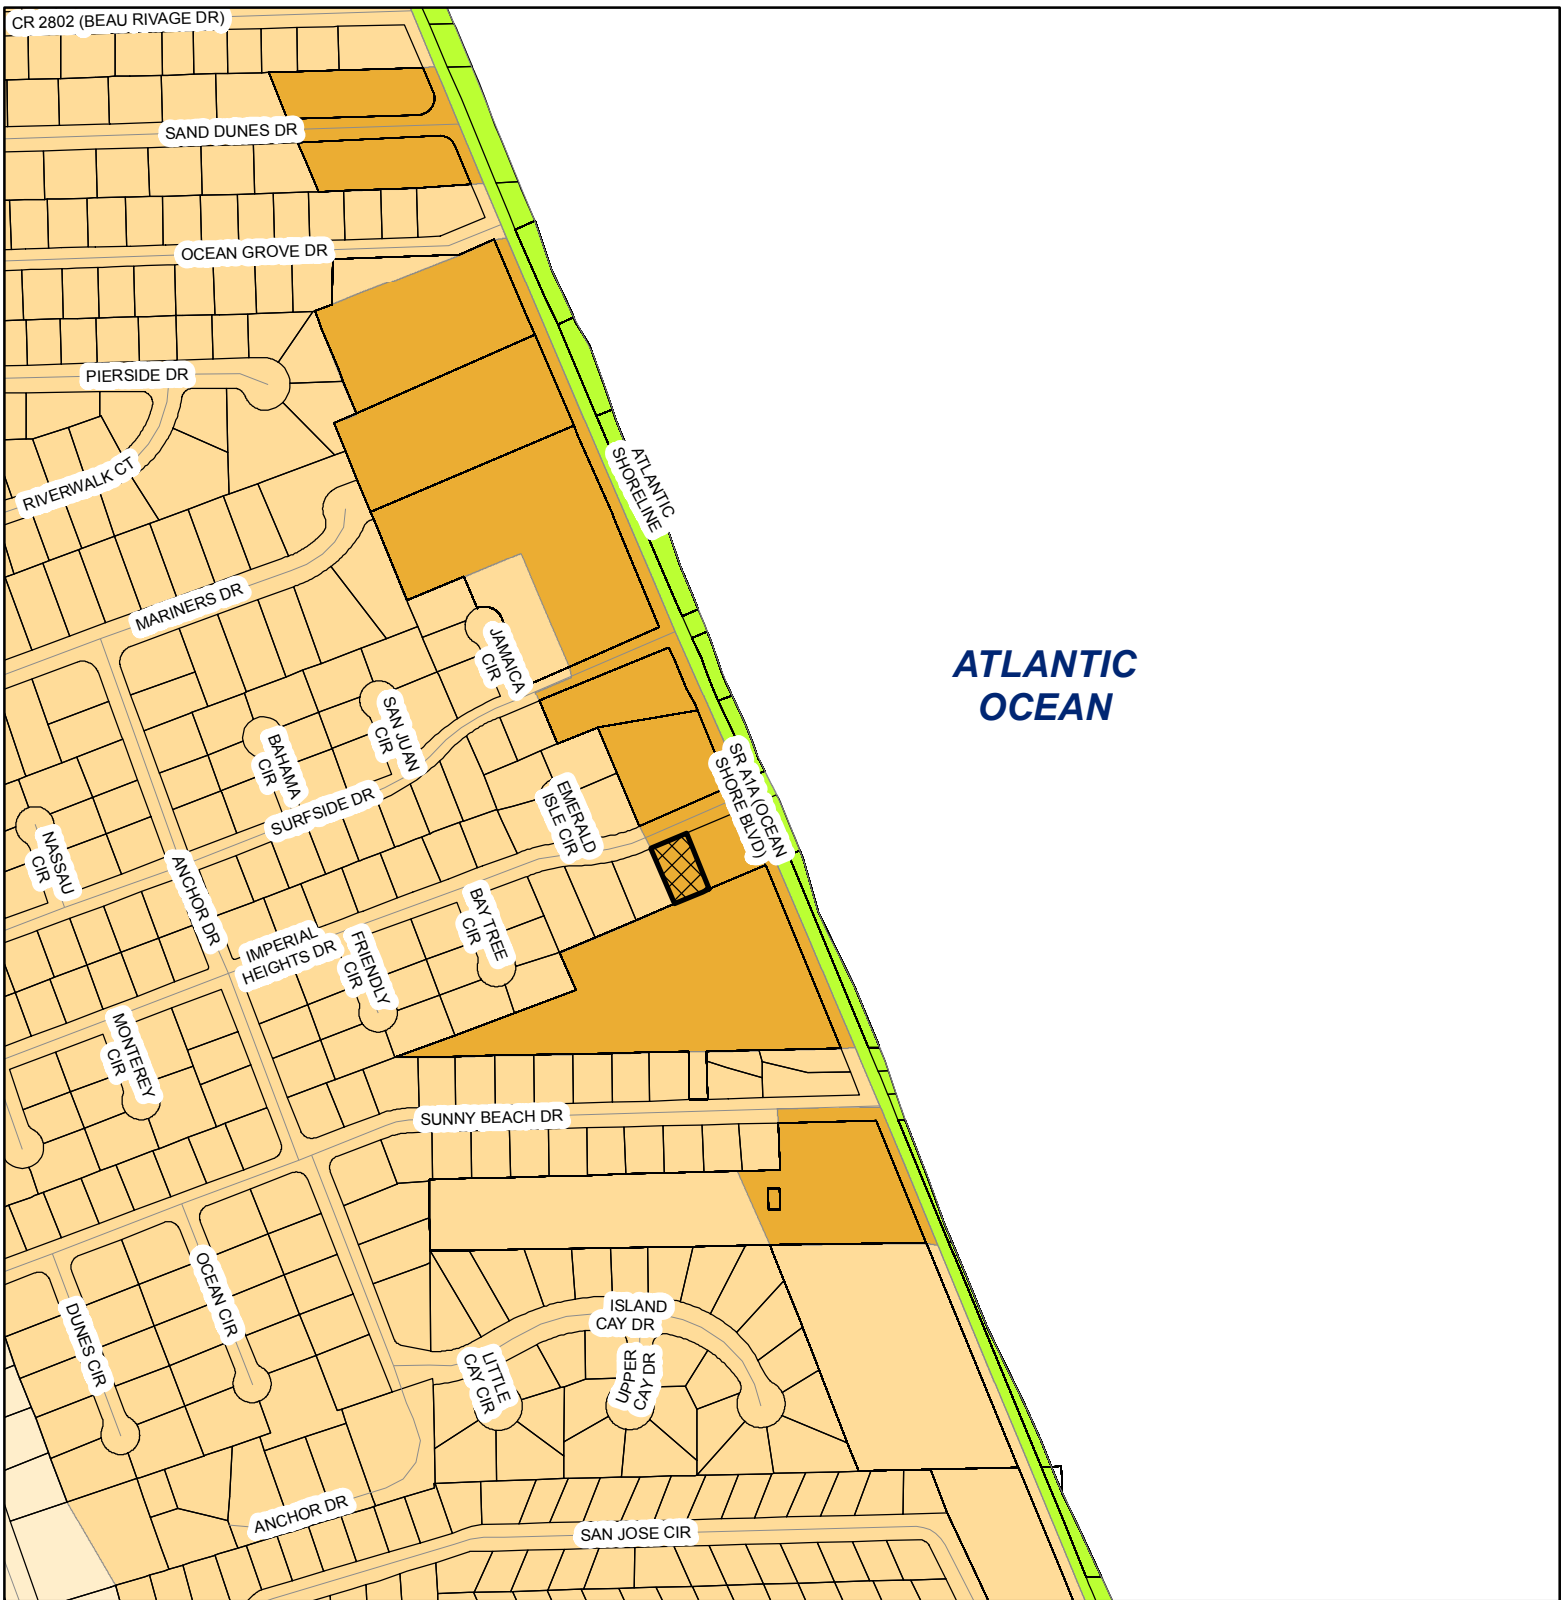 CR 2802 (BEAU RIVAGE DR)
SAND DUNES DR
OCEAN GROVE DR
PIERSIDE DR
RIVERWALK CT
ATLANTIC
SHORELINE
MARINERS DR
JAMAICA
CIR
ATLANTIC
OCEAN
SAN JUAN
CIR
BAHAMA
CIR
SURFSIDE DR
SR A1A (OCEAN
SHORE BLVD)
EMERALD
ISLE CIR
NASSAU
CIR
ANCHOR DR
IMPERIAL
HEIGHTS DR
BAY TREE
CIR
FRIENDLY
CIR
MONTEREY
CIR
SUNNY BEACH DR
OCEAN CIR
DUNES CIR
ISLAND
CAY DR
LITTLE
CAY CIR
UPPER
CAY DR
ANCHOR DR
SAN JOSE CIR